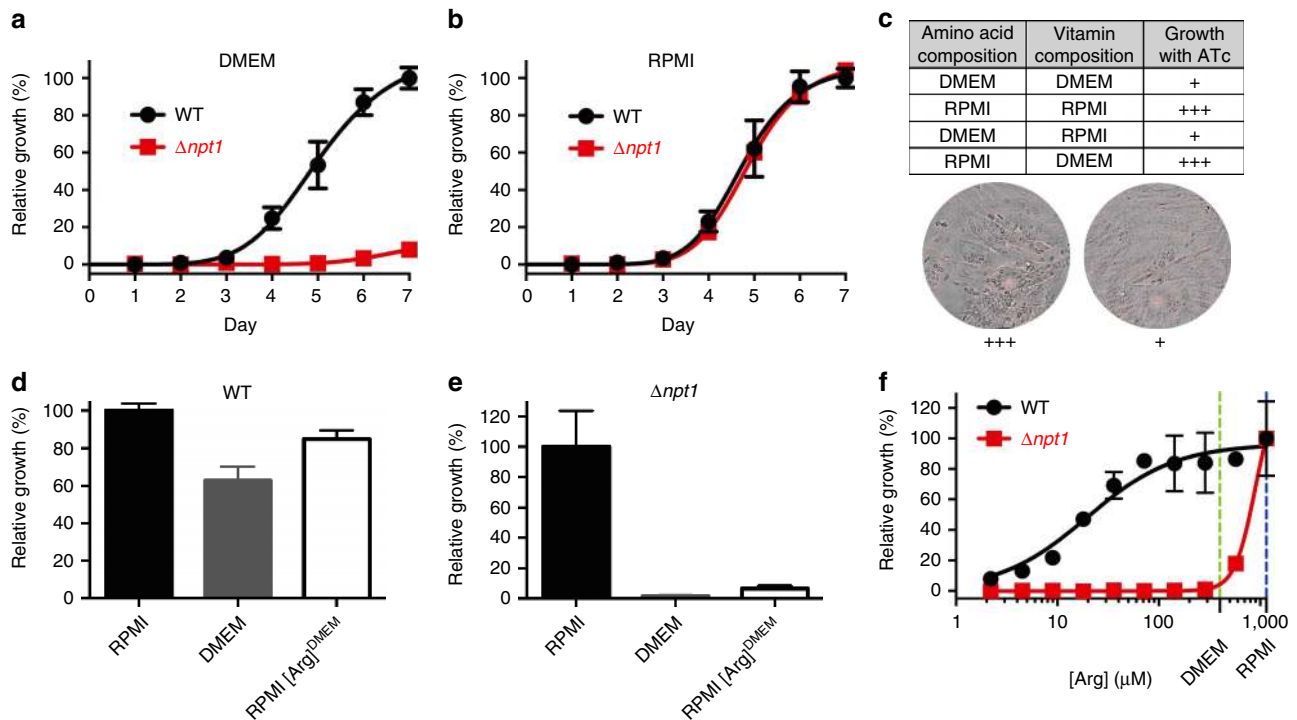 a
DMEM
Relative growth (%)
100
80
60
40
20
0
WT
Δnpt1
0 1 2 3 4 5 6 7
Day
b
RPMI
Relative growth (%)
100
80
60
40
20
0
WT
Δnpt1
0 1 2 3 4 5 6 7
Day
c
Amino acid composition Vitamin composition Growth with ATc
DMEM DMEM +
RPMI RPMI +++
DMEM RPMI +
RPMI DMEM +++
+++ +
d
WT
Relative growth (%)
100
80
60
40
20
0
RPMI
DMEM
RPMI [Arg]^DMEM
e
Δnpt1
Relative growth (%)
120
100
80
60
40
20
0
RPMI
DMEM
RPMI [Arg]^DMEM
f
WT
Δnpt1
Relative growth (%)
120
100
80
60
40
20
0
1 10 100 1,000
[Arg] (μM)
DMEM
RPMI